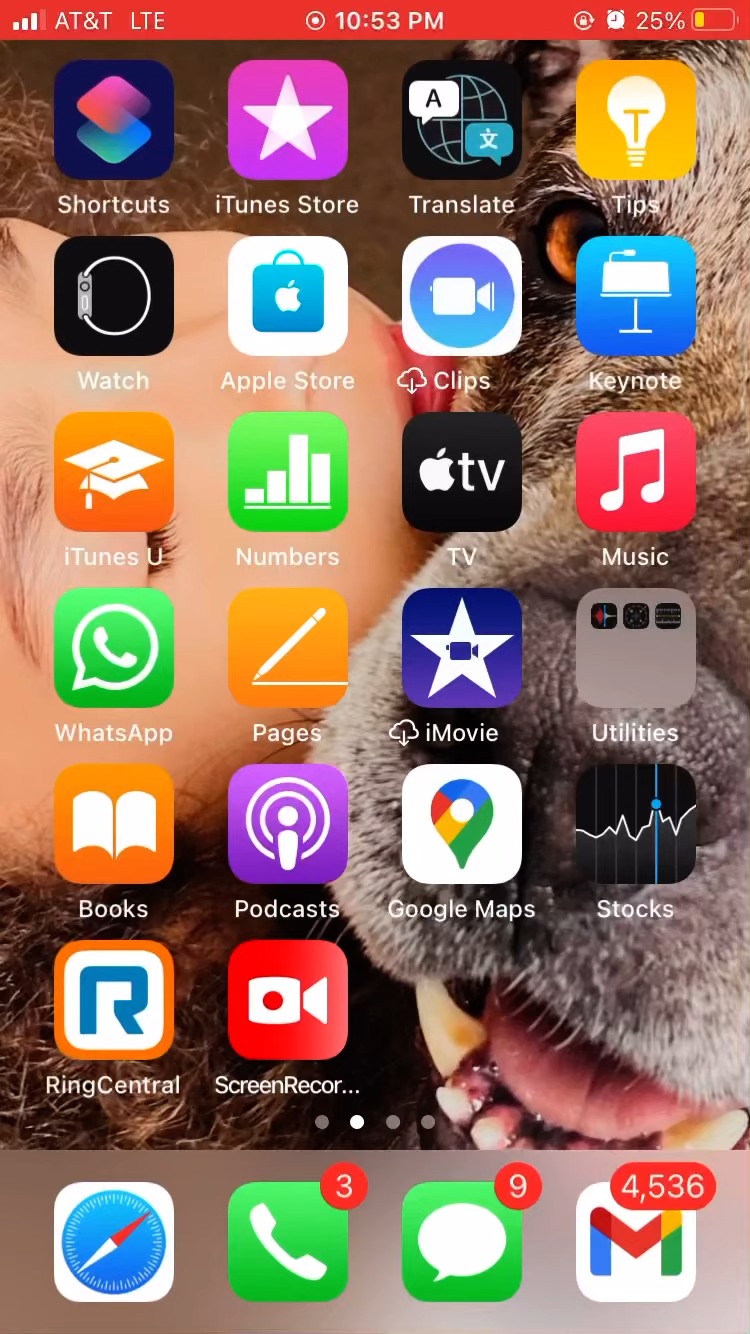 AT&T LTE 10:53 PM 25%
A 文
Shortcuts iTunes Store Translate Tips
Watch Apple Store Clips Keynote
tv
iTunes U Numbers TV Music
WhatsApp Pages iMovie Utilities
Books Podcasts Google Maps Stocks
R
RingCentral ScreenRecor...
3 9 4,536